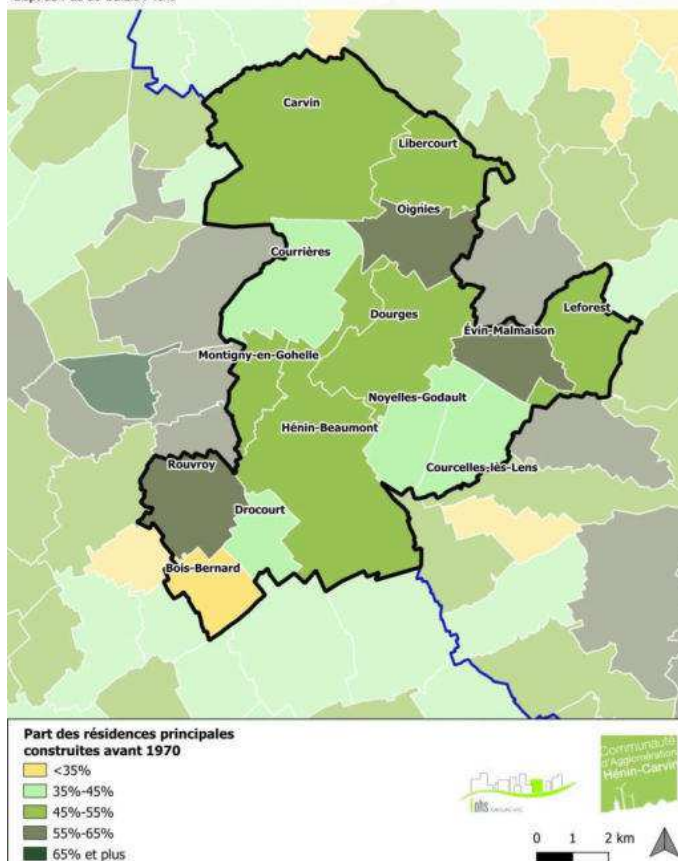 Carvin
Libercourt
Oignies
Courrières
Dourges
Leforest
Évin-Malmaison
Montigny-en-Gohelle
Noyelles-Godault
Hénin-Beaumont
Courcelles-lès-Lens
Rouvroy
Drocourt
Bois-Bernard
Part des résidences principales
construites avant 1970
<35%
35%-45%
45%-55%
55%-65%
65% et plus
Communauté
d'Agglomération
Hénin-Carvin
0 1 2 km